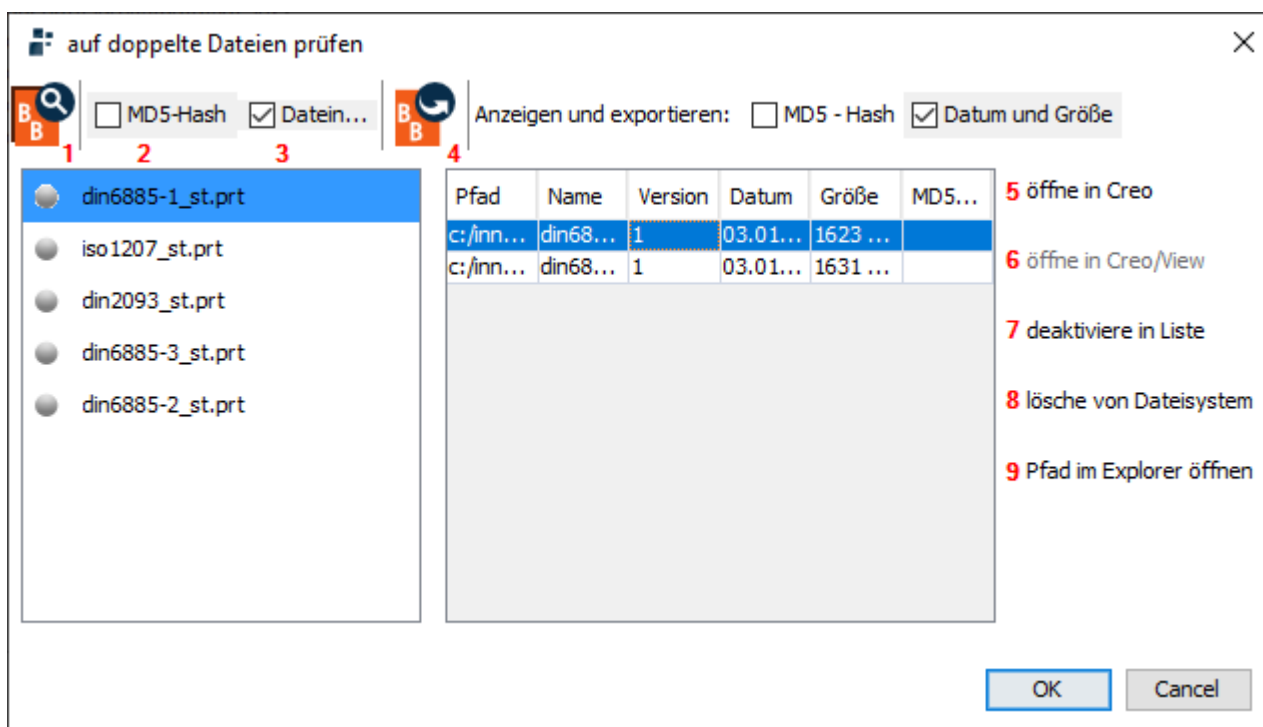 auf doppelte Dateien prüfen
B B MD5-Hash Datein... B B Anzeigen und exportieren: MD5 - Hash Datum und Größe
1 2 3 4
din6885-1_st.prt
iso1207_st.prt
din2093_st.prt
din6885-3_st.prt
din6885-2_st.prt
Pfad Name Version Datum Größe MD5...
c:/inn... din68... 1 03.01... 1623 ...
c:/inn... din68... 1 03.01... 1631 ...
5 öffne in Creo
6 öffne in Creo/View
7 deaktiviere in Liste
8 lösche von Dateisystem
9 Pfad im Explorer öffnen
OK Cancel